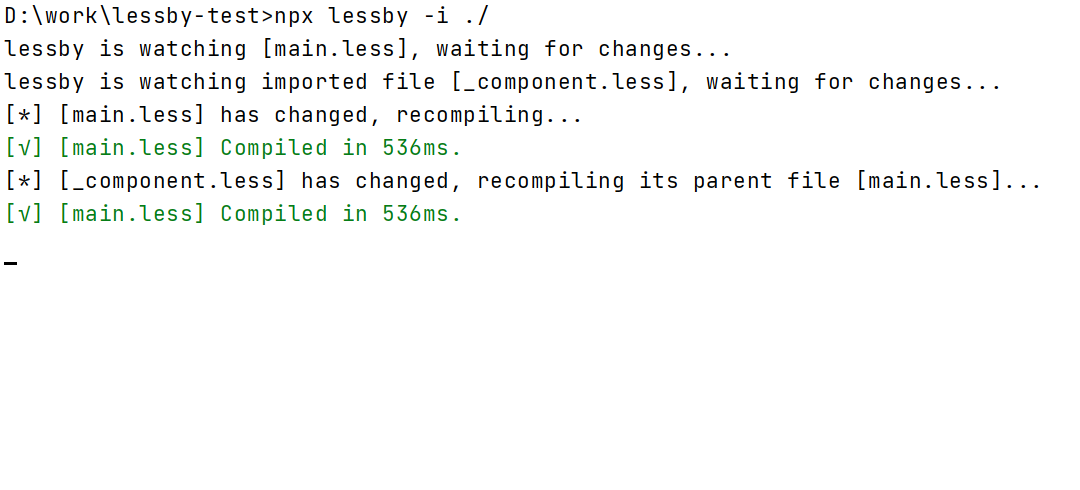 D:\work\lessby-test>npx lessby -i ./
lessby is watching [main.less], waiting for changes...
lessby is watching imported file [_component.less], waiting for changes...
[*] [main.less] has changed, recompiling...
[√] [main.less] Compiled in 536ms.
[*] [_component.less] has changed, recompiling its parent file [main.less]...
[√] [main.less] Compiled in 536ms.